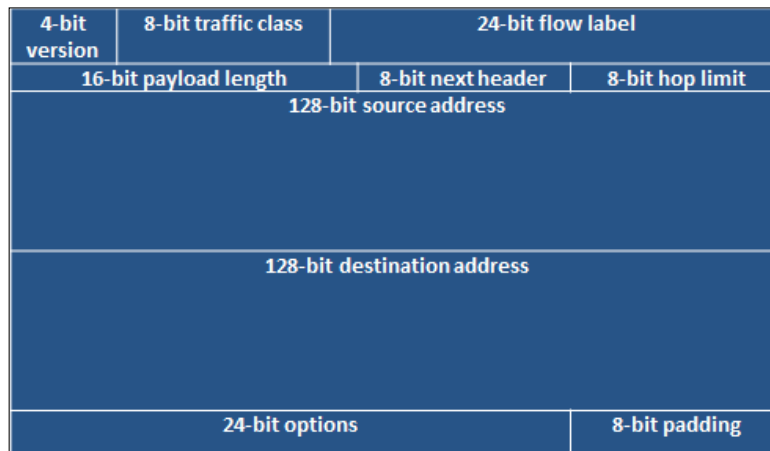 4-bit
version
8-bit traffic class
24-bit flow label
16-bit payload length
8-bit next header
8-bit hop limit
128-bit source address
128-bit destination address
24-bit options
8-bit padding